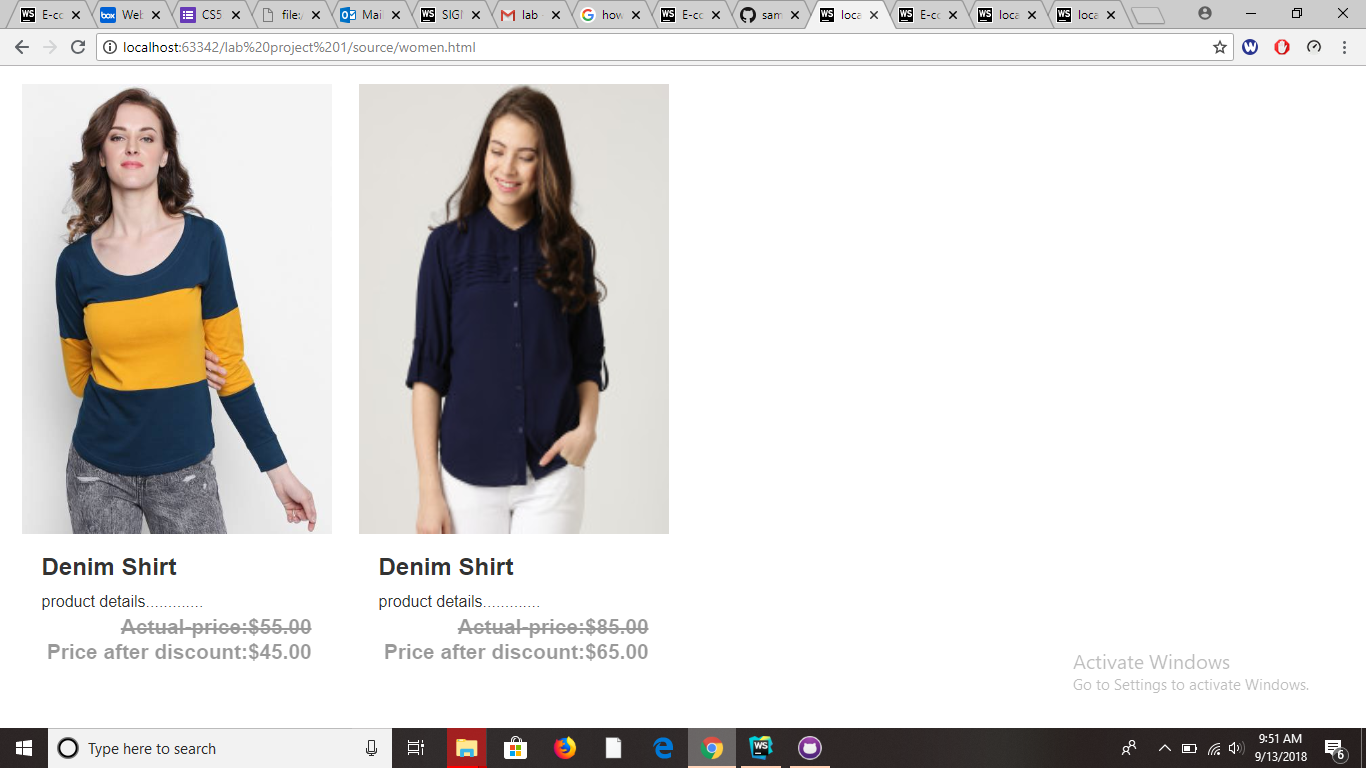 E-cc
Web
CS5
file:
Mai
SIGN
lab
how
E-cc
sam
loca
E-cc
loca
loca
localhost:63342/lab%20project%201/source/women.html
Denim Shirt
product details.............
Actual-price:$55.00
Price after discount:$45.00
Denim Shirt
product details.............
Actual-price:$85.00
Price after discount:$65.00
Activate Windows
Go to Settings to activate Windows.
Type here to search
9:51 AM
9/13/2018
6